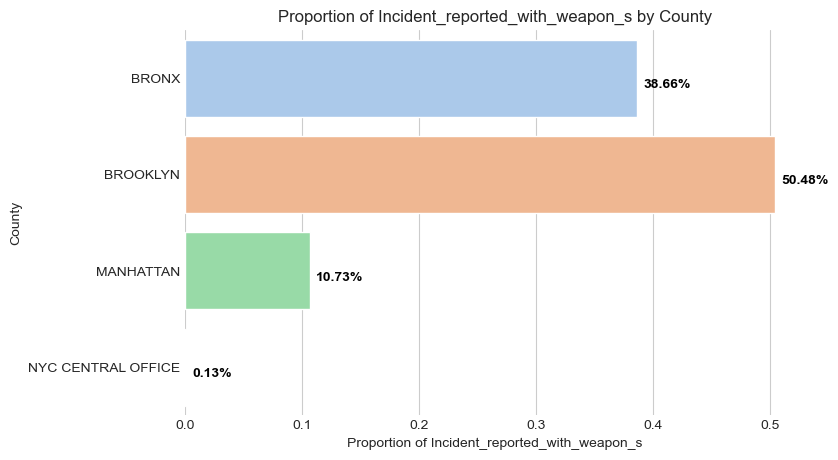 Proportion of Incident_reported_with_weapon_s by County
BRONX
38.66%
BROOKLYN
50.48%
County
MANHATTAN
10.73%
NYC CENTRAL OFFICE
0.13%
0.0 0.1 0.2 0.3 0.4 0.5
Proportion of Incident_reported_with_weapon_s